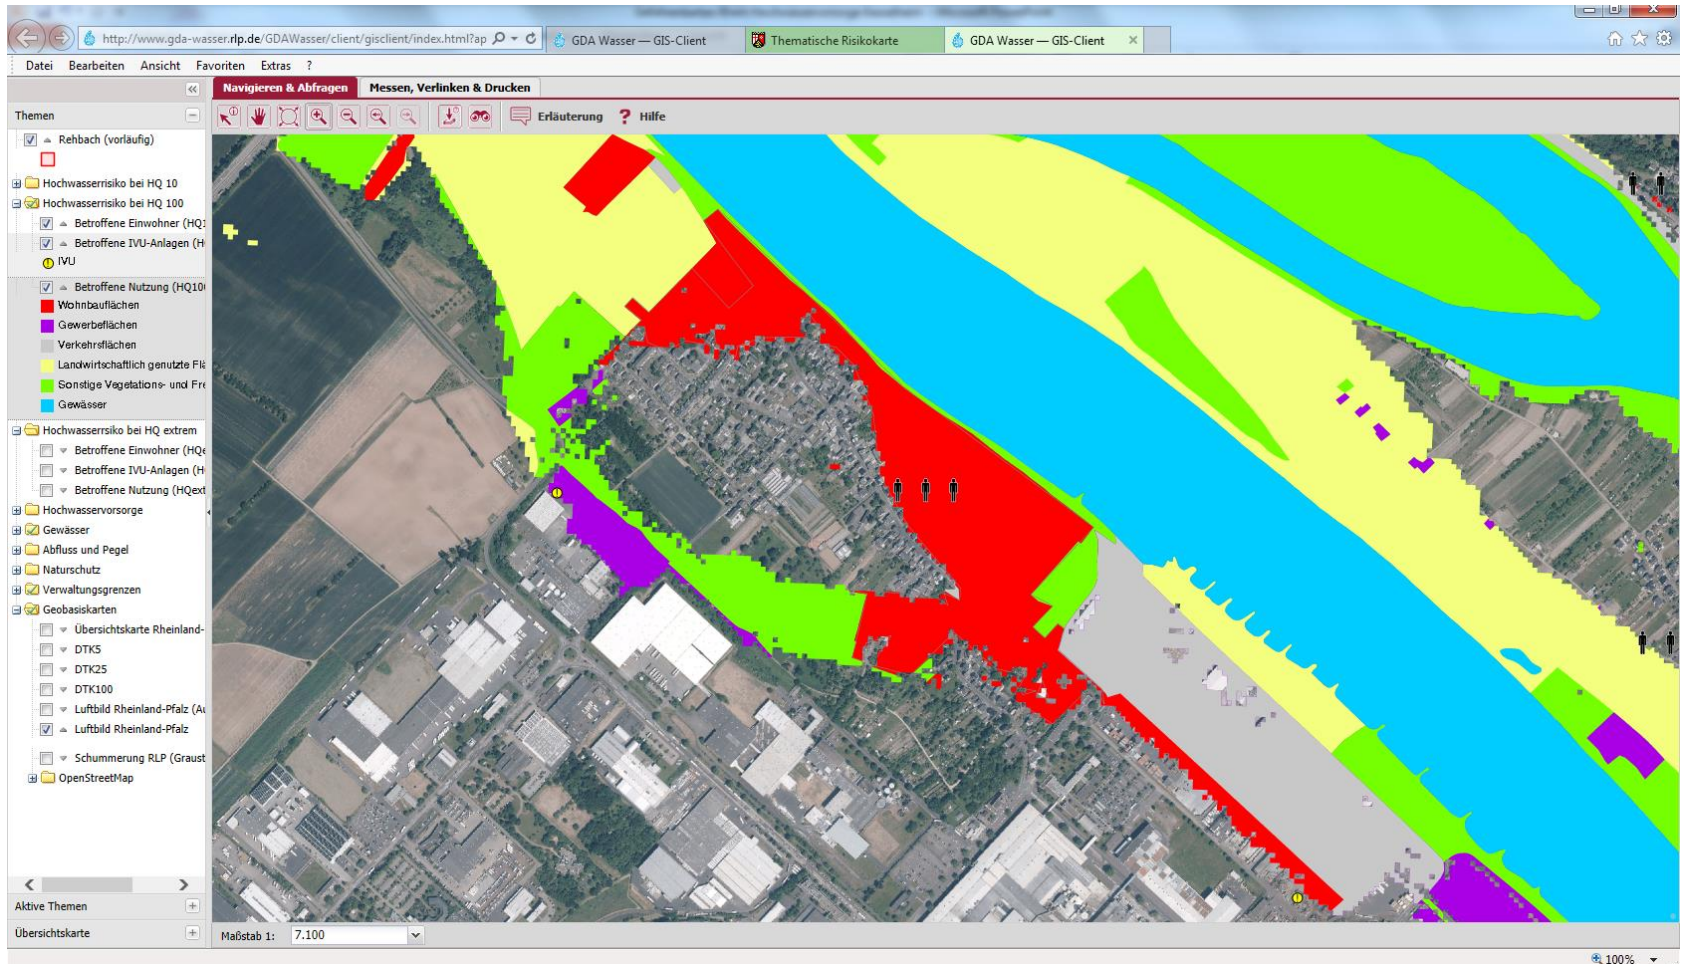 http://www.gda-wasser.rlp.de/GDAWasser/client/gisclient/index.html?ap
GDA Wasser — GIS-Client
Thematische Risikokarte
GDA Wasser — GIS-Client
Datei Bearbeiten Ansicht Favoriten Extras ?
Navigieren & Abfragen
Messen, Verlinken & Drucken
Erläuterung
? Hilfe
Themen
Rehbach (vorläufig)
Hochwasserrisiko bei HQ 10
Hochwasserrisiko bei HQ 100
Betroffene Einwohner (HQ1
Betroffene IVU-Anlagen (H
IVU
Betroffene Nutzung (HQ10
Wohnbauflächen
Gewerbeflächen
Verkehrsflächen
Landwirtschaftlich genutzte Flä
Sonstige Vegetations- und Fre
Gewässer
Hochwasserrsiko bei HQ extrem
Betroffene Einwohner (HQe
Betroffene IVU-Anlagen (H
Betroffene Nutzung (HQext
Hochwasservorsorge
Gewässer
Abfluss und Pegel
Naturschutz
Verwaltungsgrenzen
Geobasiskarten
Übersichtskarte Rheinland-
DTK5
DTK25
DTK100
Luftbild Rheinland-Pfalz (Au
Luftbild Rheinland-Pfalz
Schummerung RLP (Graust
OpenStreetMap
Aktive Themen
Übersichtskarte
Maßstab 1: 7.100
100%